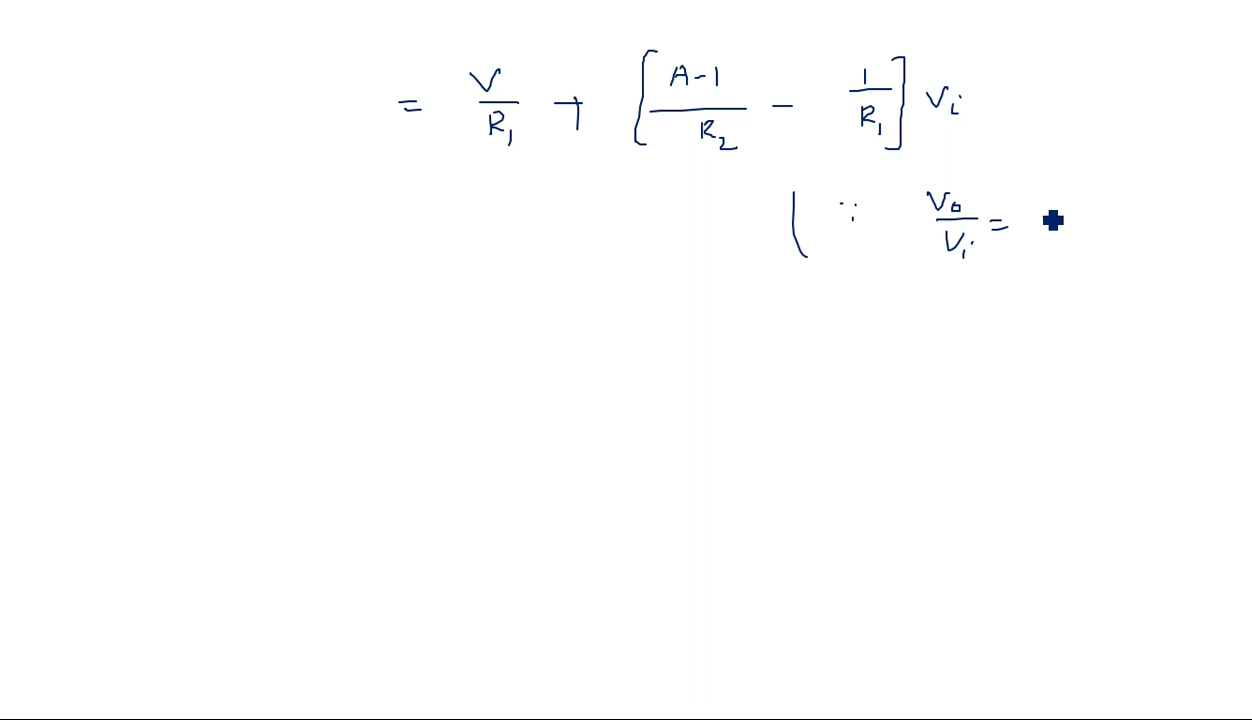 = V/R₁ + [ (A-1)/R₂ - 1/R₁ ] Vᵢ
( ∵ V₀/Vᵢ =